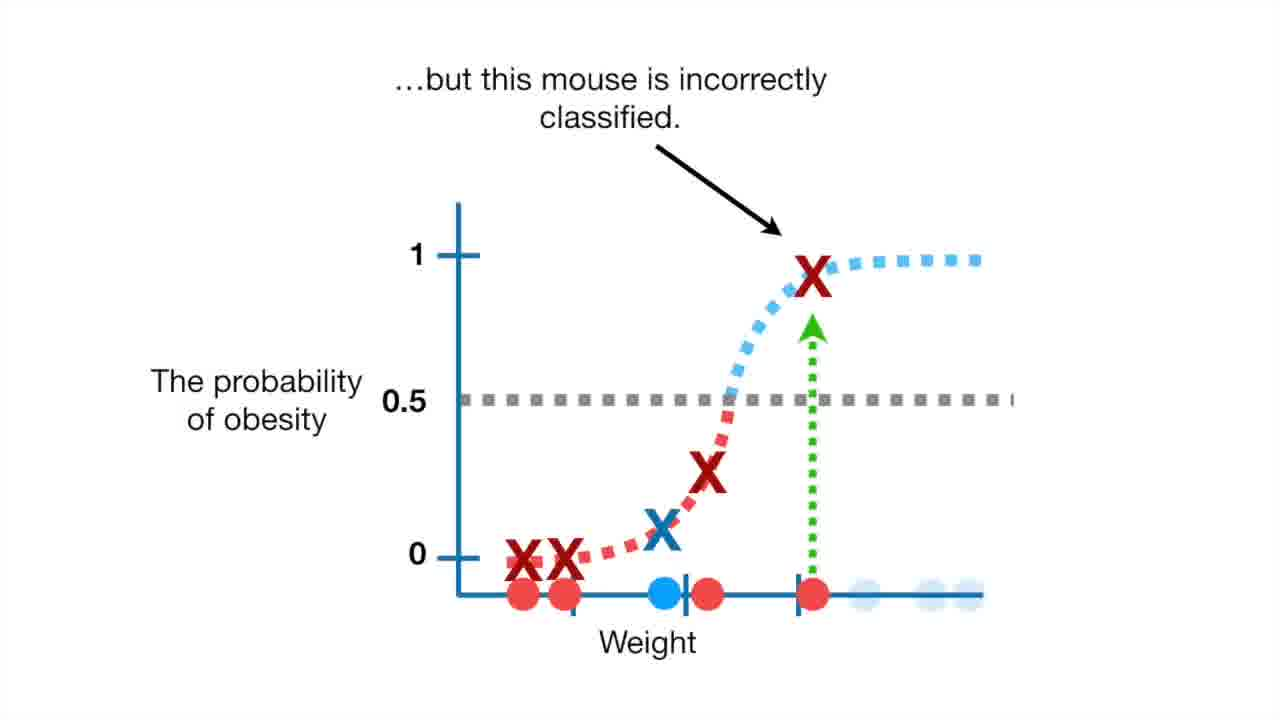 …but this mouse is incorrectly
classified.
1
The probability
of obesity
0.5
0
X
X
X
X
X
Weight